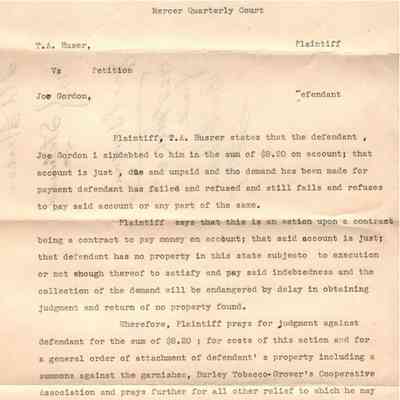 Mercer Quarterly Court
T.A. Huser, Plaintiff
Vs Petition
Joe Gordon, Defendant
Plaintiff, T.A. Husrer states that the defendant ,
Joe Gordon i sindebted to him in the sum of $8.20 on account; that
account is just , due and unpaid and tho demand has been made for
payment defendant has failed and refused and still fails and refuses
to pay said account or any part of the same.
Plaintiff says that this is an action upon a contract
being a contract to pay money on account; that said account is just;
that defendant has no property in this state subjecto to execution
or not enough thereof to satisfy and pay said indebtedness and the
collection of the demand will be endangered by delay in obtaining
judgment and return of no property found.
Wherefore, Plaintiff prays for judgment against
defendant for the sum of $8.20 ; for costs of this action and for
a general order of attachment of defendant' s property including a
summons against the garnishee, Burley Tobacco Grower's Cooperative
Association and prays further for all other relief to which he may